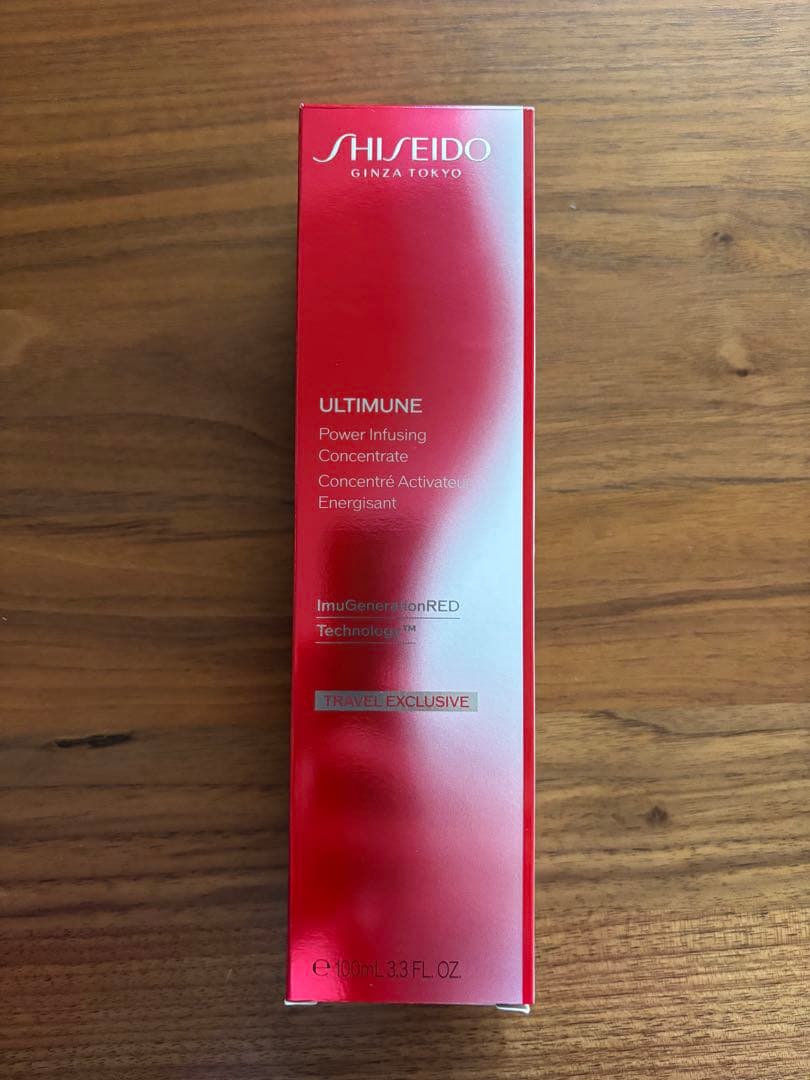 SHISEIDO
GINZA TOKYO
ULTIMUNE
Power Infusing
Concentrate
Concentré Activateur
Energisant
ImuGenerationRED
Technology™
TRAVEL EXCLUSIVE
e 100mL 3.3 FL. OZ.